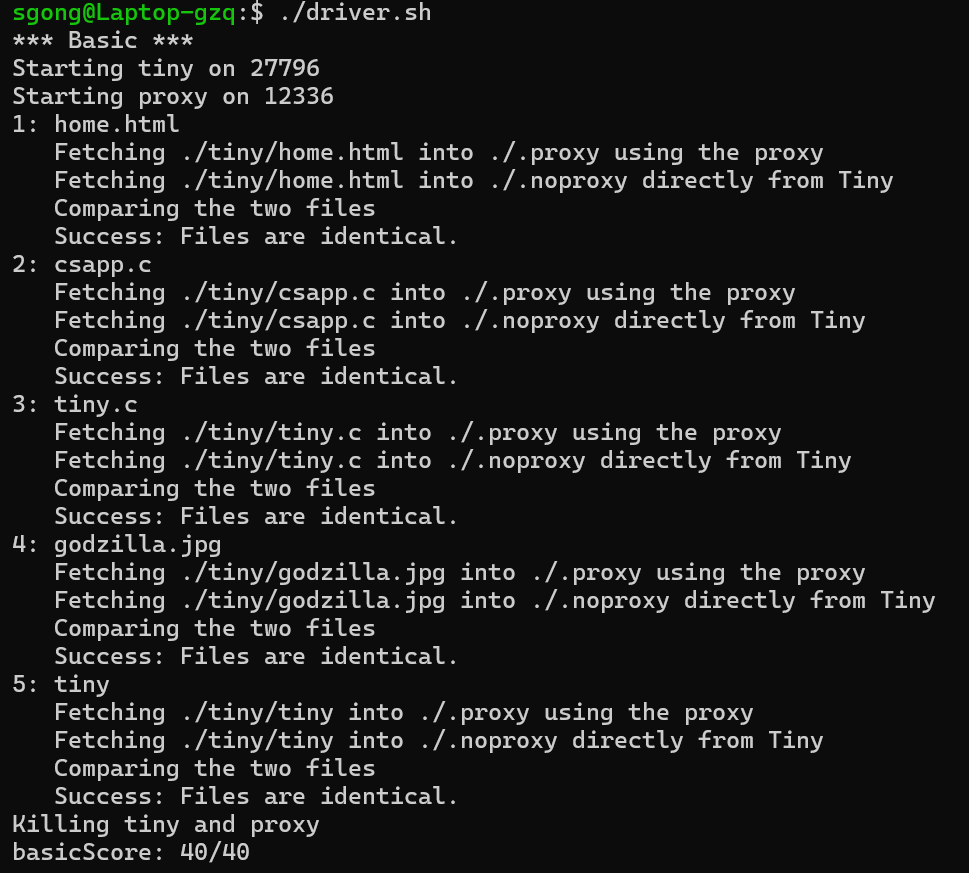 sgong@Laptop-gzq:$ ./driver.sh
*** Basic ***
Starting tiny on 27796
Starting proxy on 12336
1: home.html
   Fetching ./tiny/home.html into ./.proxy using the proxy
   Fetching ./tiny/home.html into ./.noproxy directly from Tiny
   Comparing the two files
   Success: Files are identical.
2: csapp.c
   Fetching ./tiny/csapp.c into ./.proxy using the proxy
   Fetching ./tiny/csapp.c into ./.noproxy directly from Tiny
   Comparing the two files
   Success: Files are identical.
3: tiny.c
   Fetching ./tiny/tiny.c into ./.proxy using the proxy
   Fetching ./tiny/tiny.c into ./.noproxy directly from Tiny
   Comparing the two files
   Success: Files are identical.
4: godzilla.jpg
   Fetching ./tiny/godzilla.jpg into ./.proxy using the proxy
   Fetching ./tiny/godzilla.jpg into ./.noproxy directly from Tiny
   Comparing the two files
   Success: Files are identical.
5: tiny
   Fetching ./tiny/tiny into ./.proxy using the proxy
   Fetching ./tiny/tiny into ./.noproxy directly from Tiny
   Comparing the two files
   Success: Files are identical.
Killing tiny and proxy
basicScore: 40/40